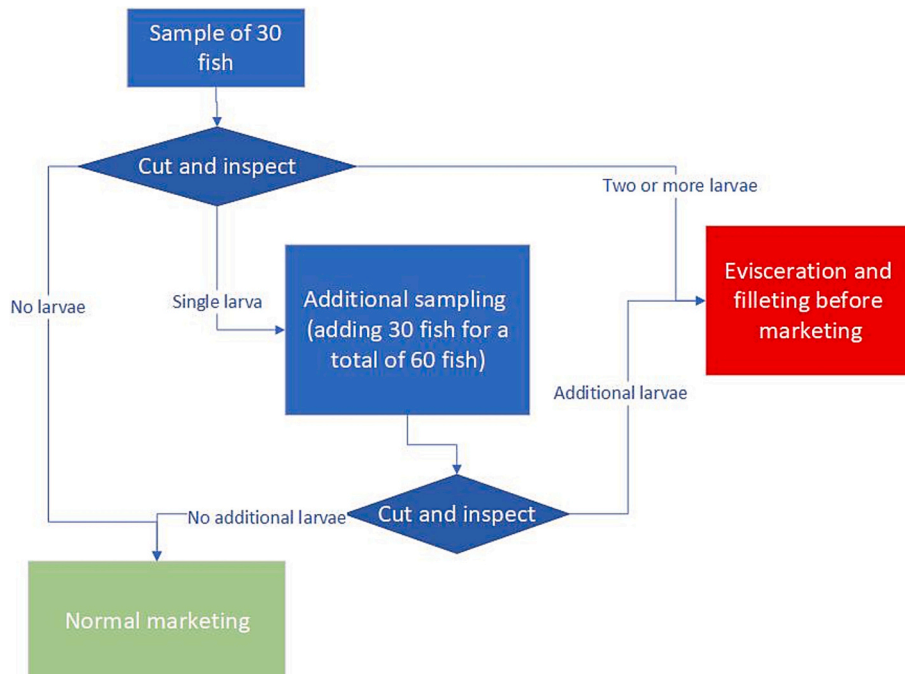 Sample of 30
fish
Cut and inspect
Two or more larvae
Evisceration and
filleting before
marketing
No larvae
Single larva
Additional sampling
(adding 30 fish for a
total of 60 fish)
Additional larvae
No additional larvae
Cut and inspect
Normal marketing